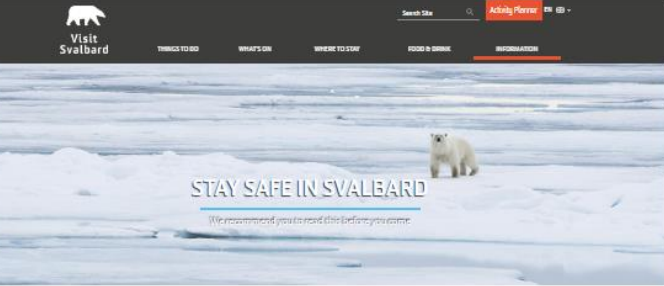 Visit
Svalbard
Search Site
Activity Planner
EN
THINGS TO DO
WHAT'S ON
WHERE TO STAY
FOOD & DRINK
INFORMATION
STAY SAFE IN SVALBARD
We recommend you to read this before you come